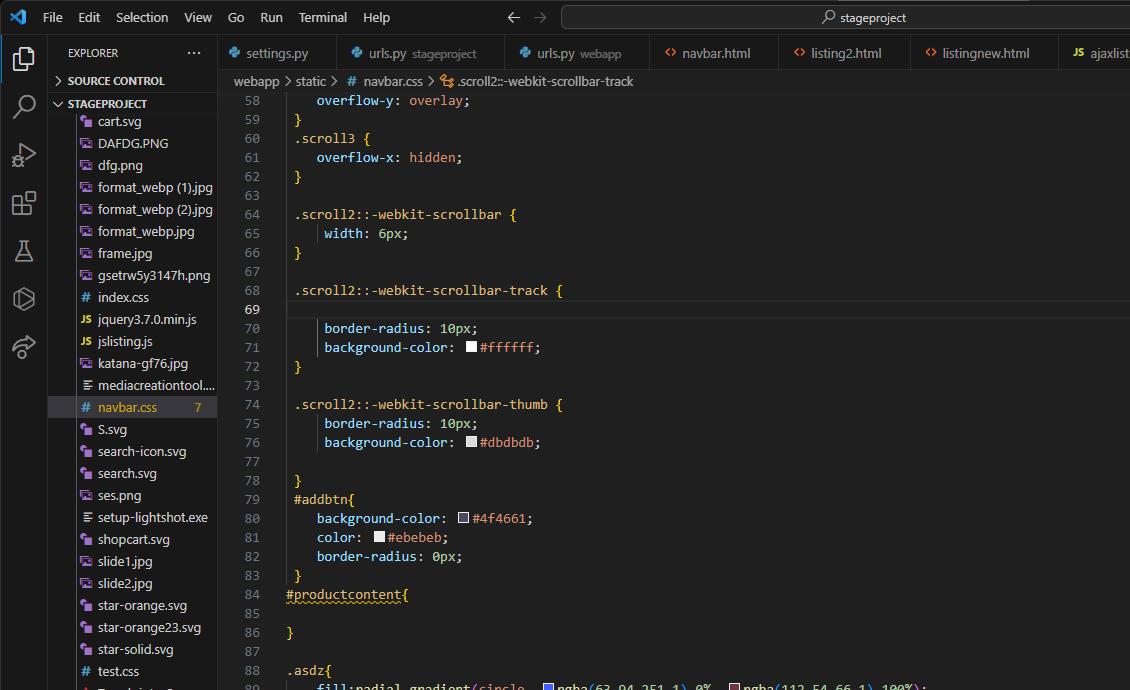 File Edit Selection View Go Run Terminal Help
stageproject
EXPLORER
settings.py
urls.py stageproject
urls.py webapp
navbar.html
listing2.html
listingnew.html
JS ajaxlist
SOURCE CONTROL
webapp > static > # navbar.css > .scroll2::-webkit-scrollbar-track
STAGEPROJECT
cart.svg
DAFDG.PNG
dfg.png
format_webp (1).jpg
format_webp (2).jpg
format_webp.jpg
frame.jpg
gsetrw5y3147h.png
# index.css
JS jquery3.7.0.min.js
JS jslisting.js
katana-gf76.jpg
mediacreationtool....
# navbar.css 7
S.svg
search-icon.svg
search.svg
ses.png
setup-lightshot.exe
shopcart.svg
slide1.jpg
slide2.jpg
star-orange.svg
star-orange23.svg
star-solid.svg
# test.css
58 overflow-y: overlay;
59 }
60 .scroll3 {
61 overflow-x: hidden;
62 }
63
64 .scroll2::-webkit-scrollbar {
65 width: 6px;
66 }
67
68 .scroll2::-webkit-scrollbar-track {
69
70 border-radius: 10px;
71 background-color: #ffffff;
72 }
73
74 .scroll2::-webkit-scrollbar-thumb {
75 border-radius: 10px;
76 background-color: #dbdbdb;
77
78 }
79 #addbtn{
80 background-color: #4f4661;
81 color: #ebebeb;
82 border-radius: 0px;
83 }
84 #productcontent{
85
86 }
87
88 .asdz{